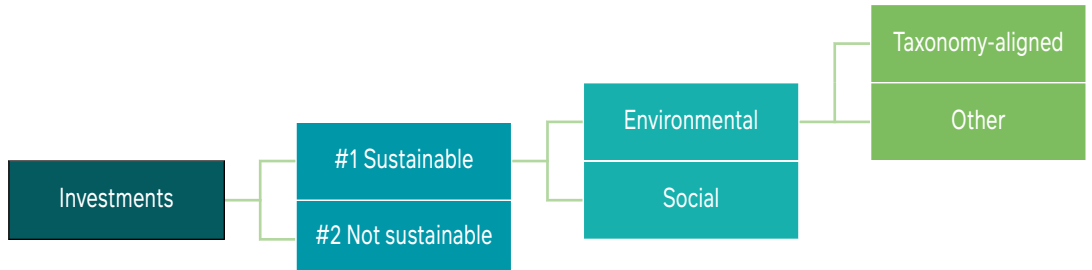 Investments
#1 Sustainable
#2 Not sustainable
Environmental
Social
Taxonomy-aligned
Other